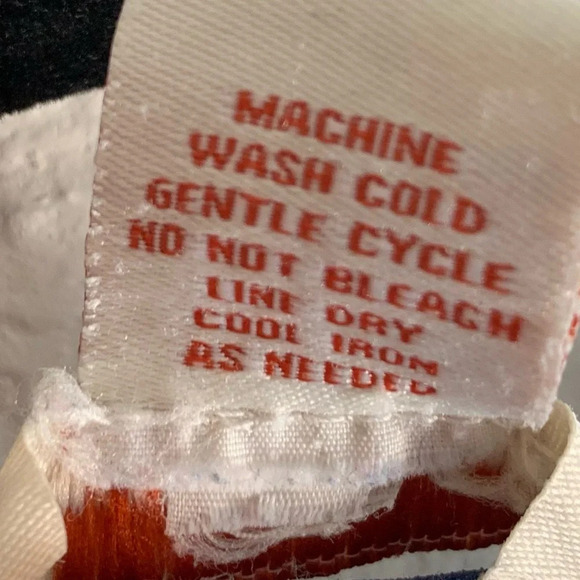 MACHINE
WASH COLD
GENTLE CYCLE
NO NOT BLEACH
LINE DRY
COOL IRON
AS NEEDED